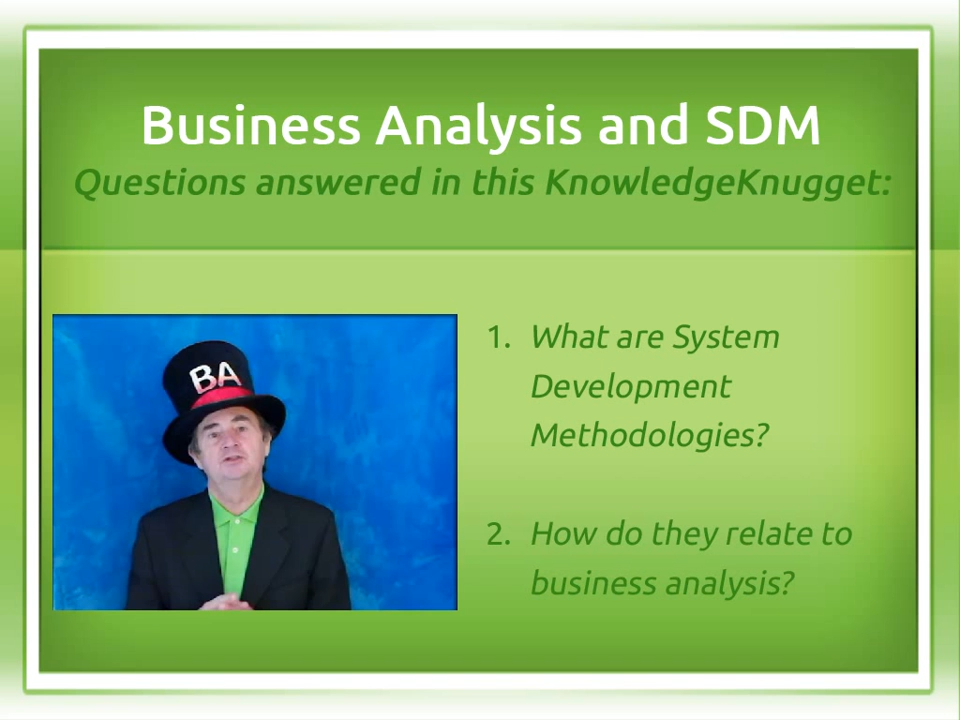 Business Analysis and SDM
Questions answered in this KnowledgeKnugget:
BA
1. What are System
Development
Methodologies?
2. How do they relate to
business analysis?